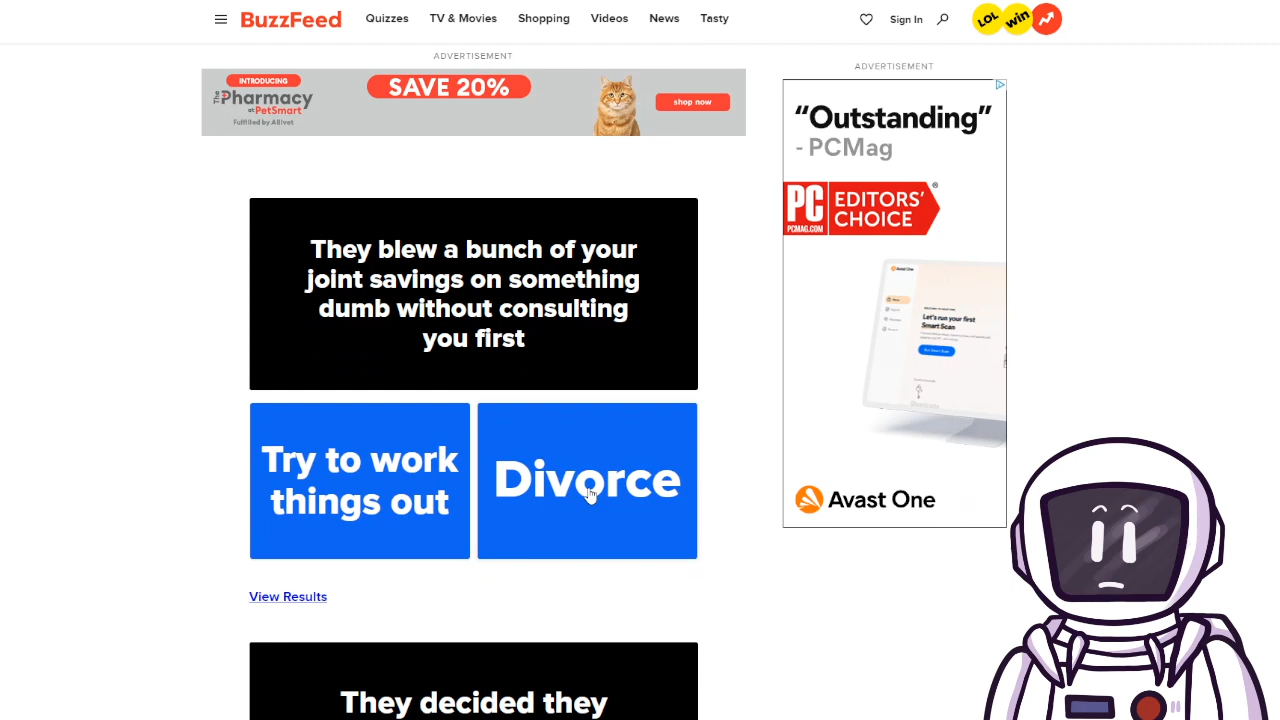 BuzzFeed
Quizzes
TV & Movies
Shopping
Videos
News
Tasty
Sign In
LOL
win
ADVERTISEMENT
INTRODUCING
The Pharmacy
at PetSmart
Fulfilled by Allivet
SAVE 20%
shop now
They blew a bunch of your
joint savings on something
dumb without consulting
you first
Try to work
things out
Divorce
View Results
They decided they
ADVERTISEMENT
“Outstanding”
- PCMag
PC
PCMAG.COM
EDITORS’
CHOICE
®
Avast One
Let's run your first
Smart Scan
Avast One